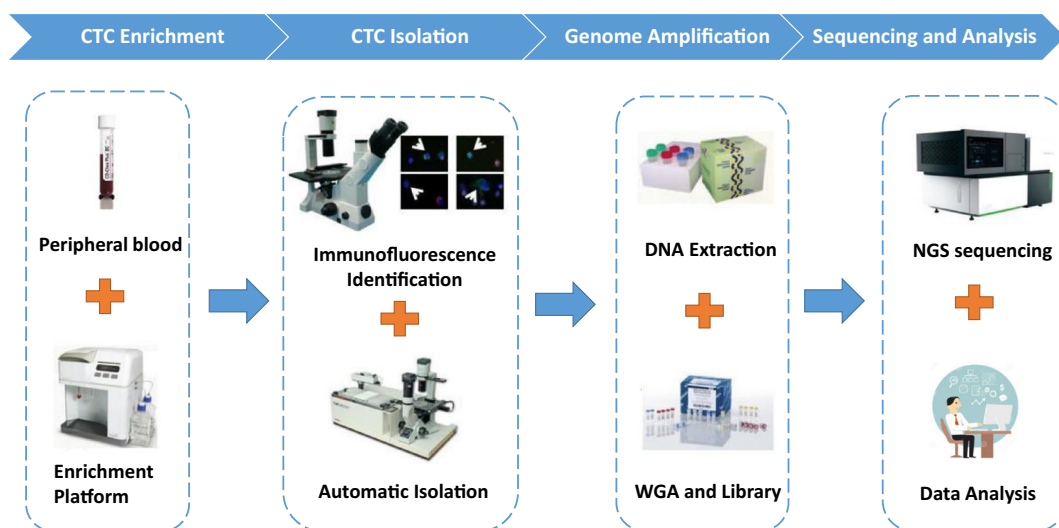 CTC Enrichment
CTC Isolation
Genome Amplification
Sequencing and Analysis
Peripheral blood
Enrichment
Platform
Immunofluorescence
Identification
Automatic Isolation
DNA Extraction
WGA and Library
NGS sequencing
Data Analysis